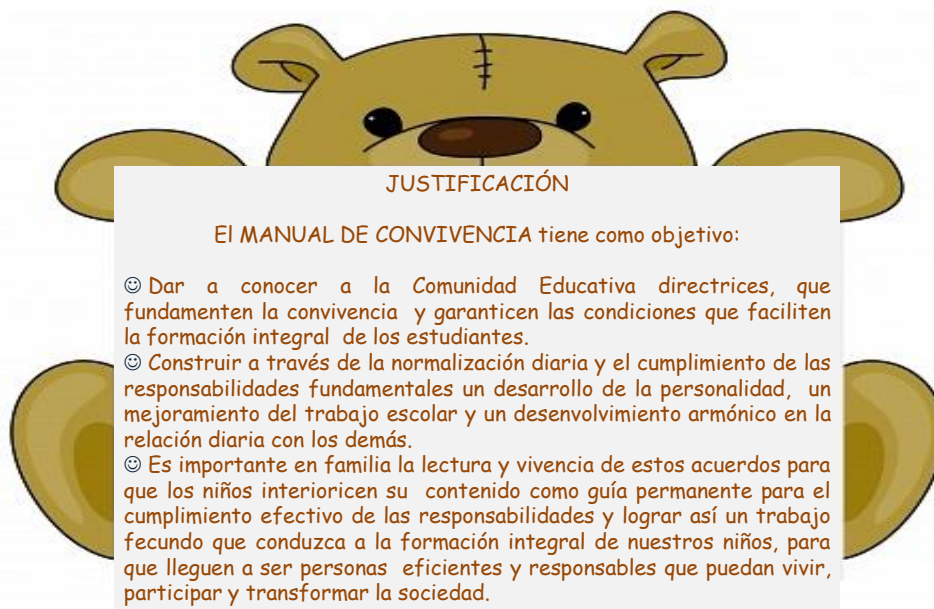 JUSTIFICACIÓN
El MANUAL DE CONVIVENCIA tiene como objetivo:
☺ Dar a conocer a la Comunidad Educativa directrices, que
fundamenten la convivencia y garanticen las condiciones que faciliten
la formación integral de los estudiantes.
☺ Construir a través de la normalización diaria y el cumplimiento de las
responsabilidades fundamentales un desarrollo de la personalidad, un
mejoramiento del trabajo escolar y un desenvolvimiento armónico en la
relación diaria con los demás.
☺ Es importante en familia la lectura y vivencia de estos acuerdos para
que los niños interioricen su contenido como guía permanente para el
cumplimiento efectivo de las responsabilidades y lograr así un trabajo
fecundo que conduzca a la formación integral de nuestros niños, para
que lleguen a ser personas eficientes y responsables que puedan vivir,
participar y transformar la sociedad.